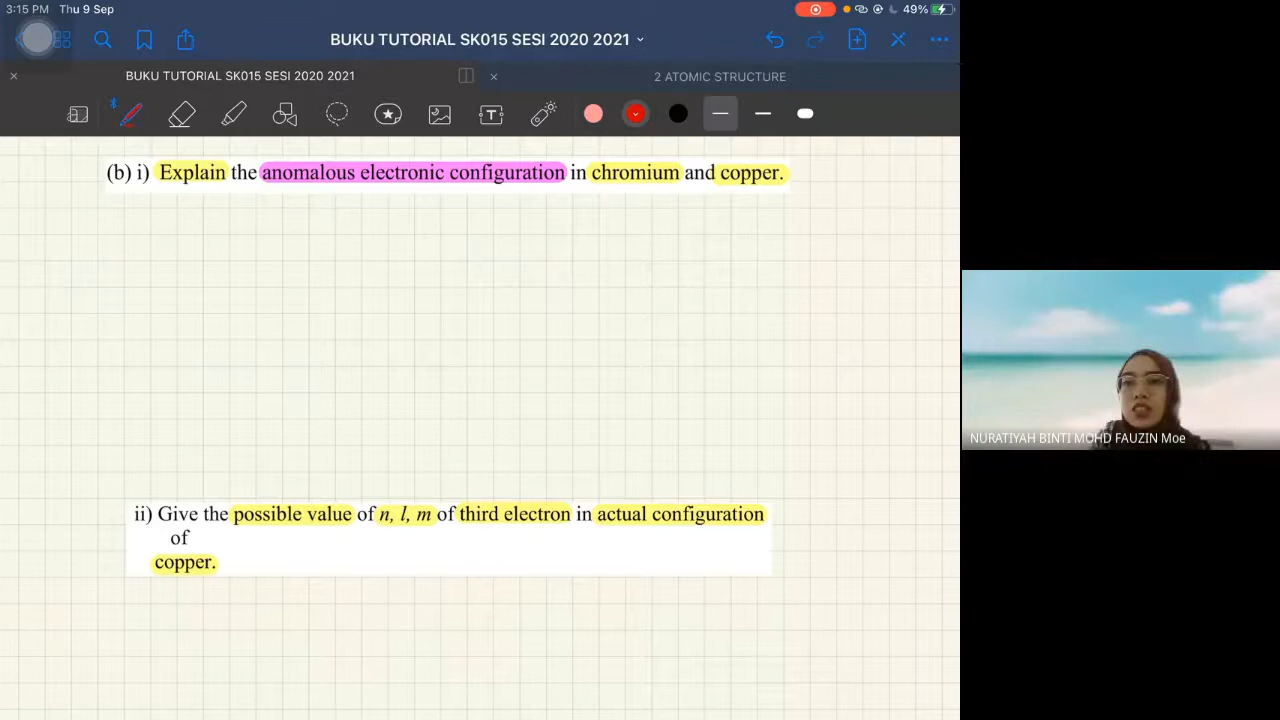 3:15 PM Thu 9 Sep
49%
BUKU TUTORIAL SK015 SESI 2020 2021
BUKU TUTORIAL SK015 SESI 2020 2021
2 ATOMIC STRUCTURE
T
(b) i) Explain the anomalous electronic configuration in chromium and copper.
NURATIYAH BINTI MOHD FAUZIN Moe
ii) Give the possible value of n, l, m of third electron in actual configuration
of
copper.